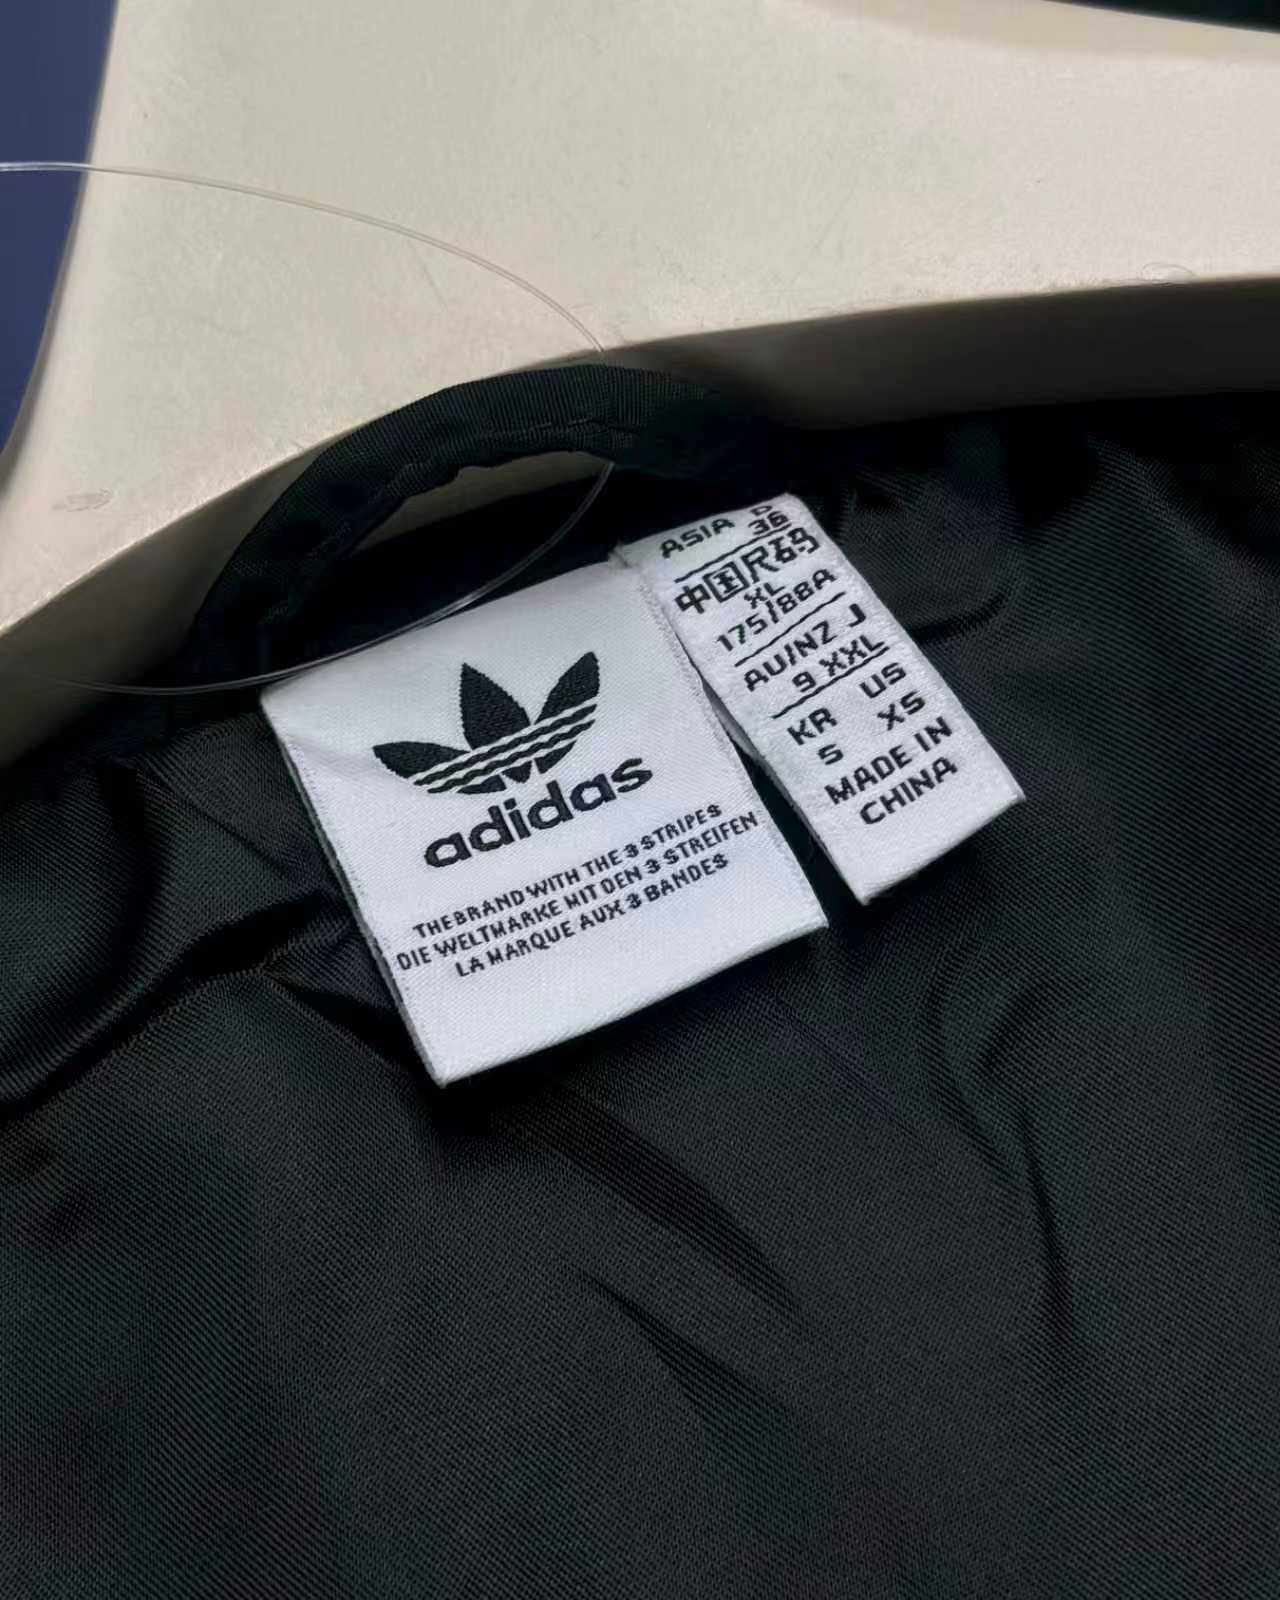 adidas
THE BRAND WITH THE 3 STRIPES
DIE WELTMARKE MIT DEN 3 STREIFEN
LA MARQUE AUX 3 BANDES
ASIA D
36
中国尺码
XL
175/88A
AU/NZ J
9 XXL
KR US
S XS
MADE IN
CHINA